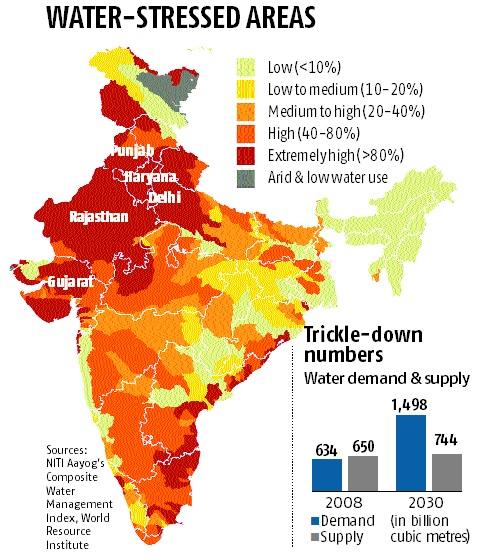 WATER-STRESSED AREAS
Low (<10%)
Low to medium (10-20%)
Medium to high (20-40%)
High (40-80%)
Extremely high (>80%)
Arid & low water use
Punjab
Haryana
Delhi
Rajasthan
Gujarat
Trickle-down
numbers
Water demand & supply
634
650
1,498
744
2008
2030
Demand
Supply
(in billion
cubic metres)
Sources:
NITI Aayog's
Composite
Water
Management
Index, World
Resource
Institute